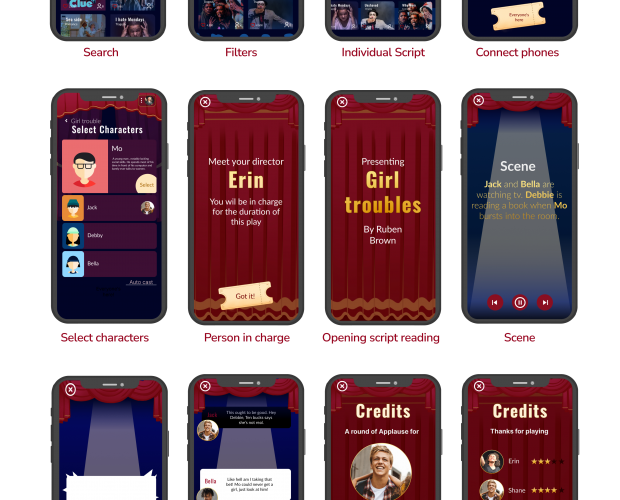 Clue
Sea side
I hate Mondays
Everyone's
here
Search
Filters
Individual Script
Connect phones
Girl trouble
Select Characters
Mo
Select
Jack
Debby
Bella
Auto cast
Select characters
Meet your director
Erin
You wil be in charge
for the duration of
this play
Got it!
Person in charge
Presenting
Girl
troubles
By Ruben
Brown
Opening script reading
Scene
Jack and Bella are
watching tv. Debbie is
reading a book when Mo
bursts into the room.
Scene
This ought to be good. Hey
Debbie, Ten bucks says
she's not real.
Bella
Like hell am I taking that
bet! Mo could never get a
girl, just look at him!
Credits
A round of Applause for
Credits
Thanks for playing
Erin
Shane